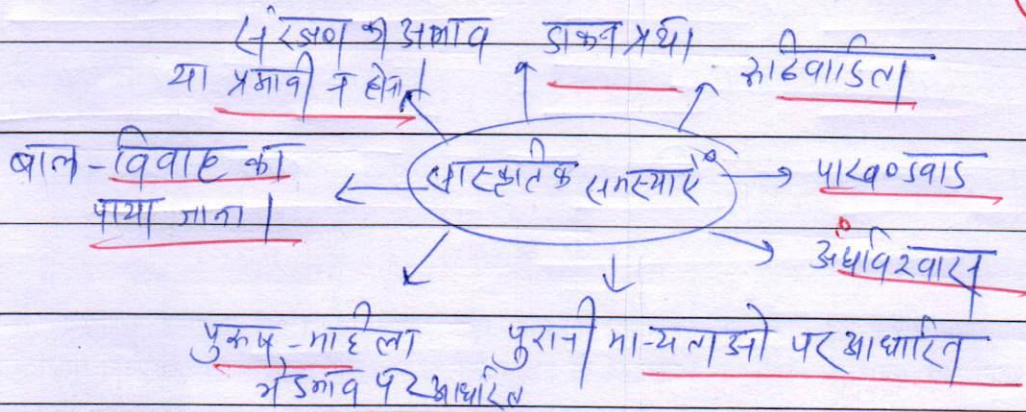 संरक्षण का अभाव
या प्रभावी न होना।
डाकन प्रथा
रूढिवादिता
बाल-विवाह का
पाया जाना।
सांस्कृतिक समस्याएँ
पाखण्डवाद
अंधविश्वास
पुरुष-महिला
भेदभाव पर आधारित
पुरानी मान्यताओ पर आधारित